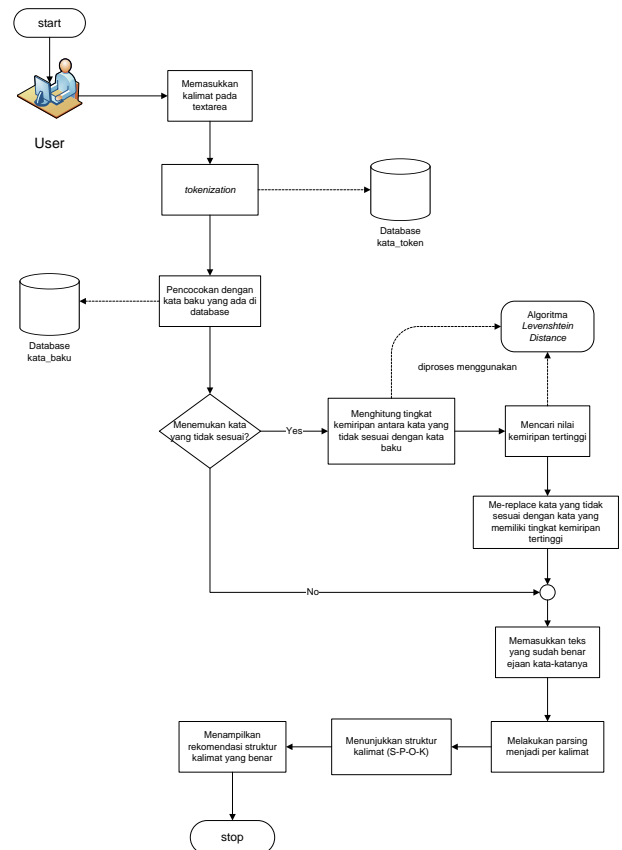 start
User
Memasukkan
kalimat pada
textarea
tokenization
Database
kata_token
Pencocokan dengan
kata baku yang ada di
database
Database
kata_baku
Algoritma
Levenshtein
Distance
diproses menggunakan
Menemukan kata
yang tidak sesuai?
Yes
Menghitung tingkat
kemiripan antara kata yang
tidak sesuai dengan kata
baku
Mencari nilai
kemiripan tertinggi
Me-replace kata yang tidak
sesuai dengan kata yang
memiliki tingkat kemiripan
tertinggi
No
Memasukkan teks
yang sudah benar
ejaan kata-katanya
Melakukan parsing
menjadi per kalimat
Menunjukkan struktur
kalimat (S-P-O-K)
Menampilkan
rekomendasi struktur
kalimat yang benar
stop